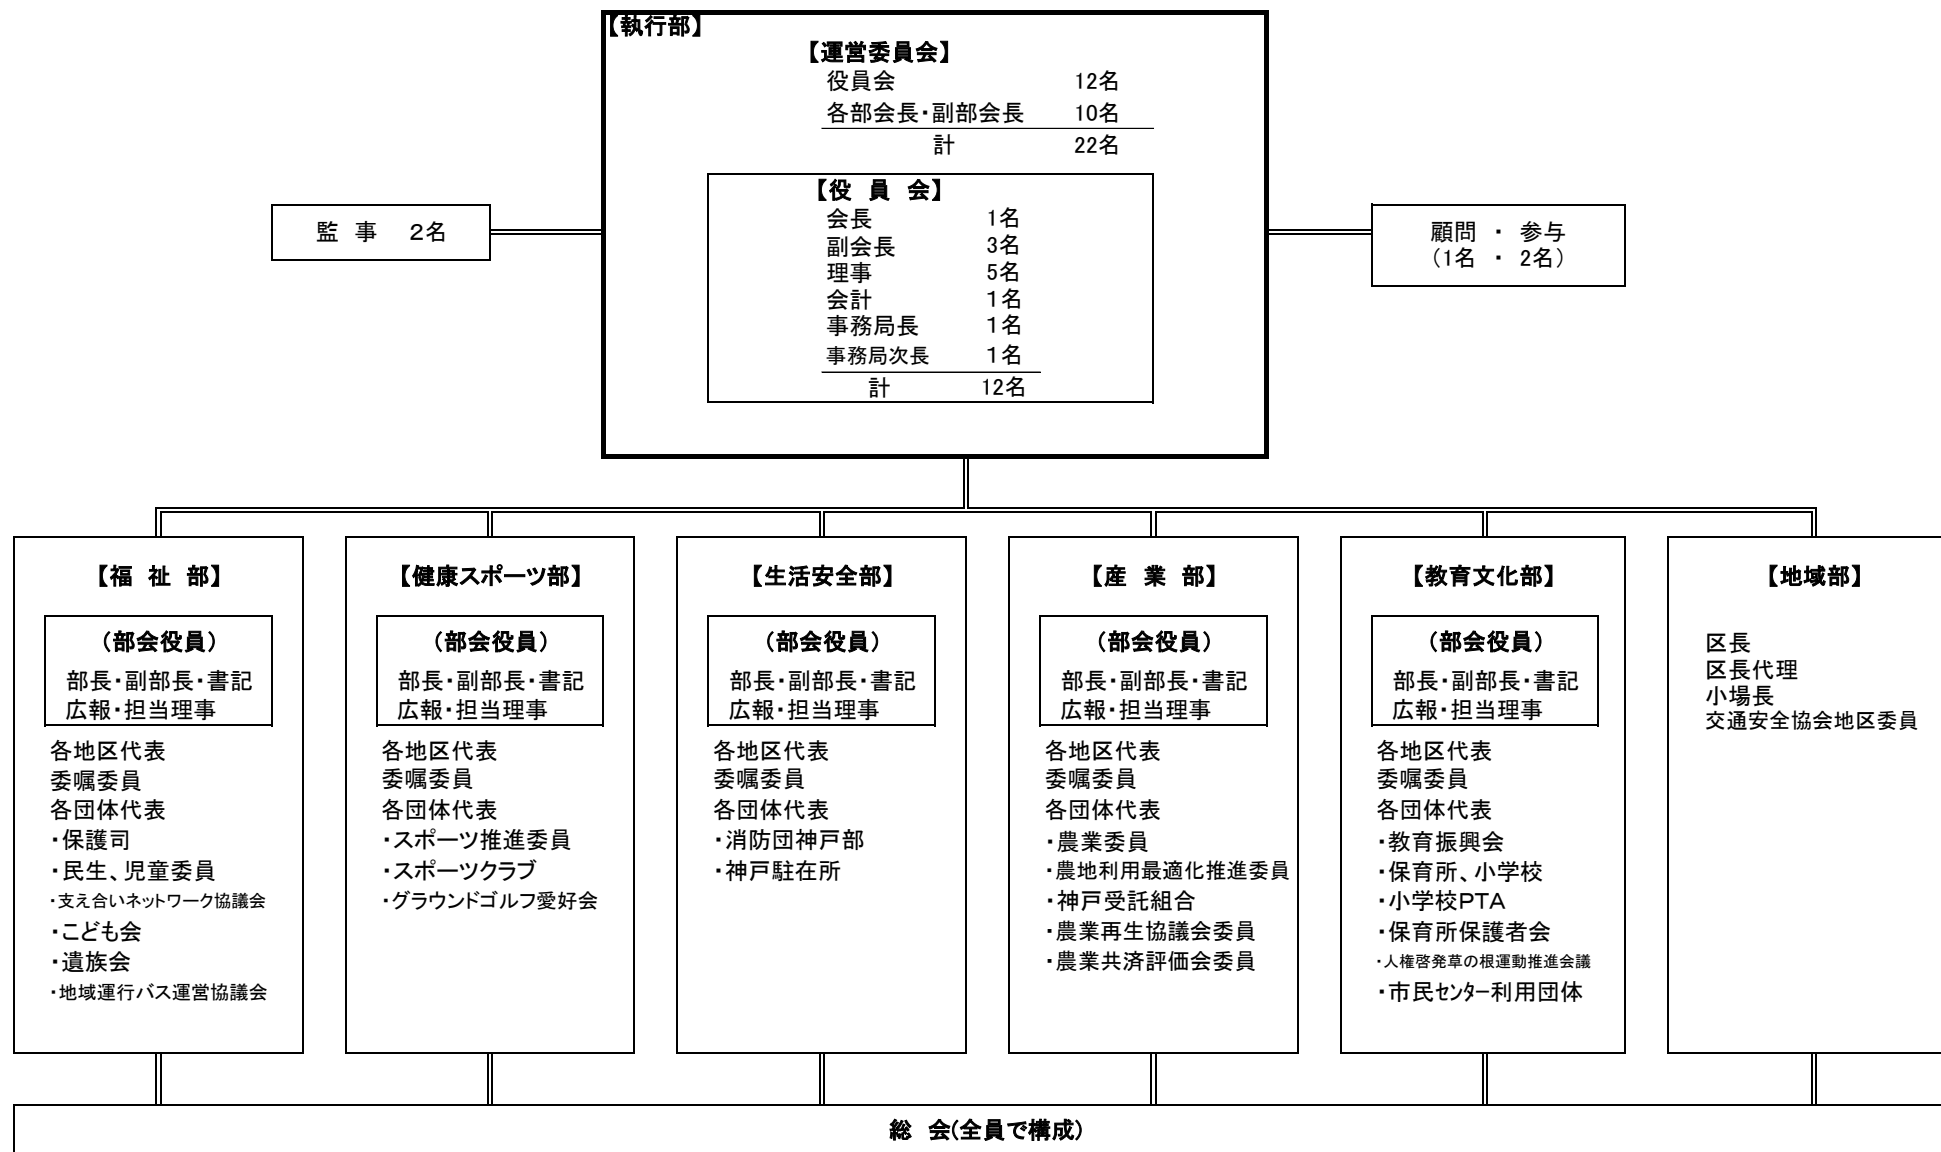 【執行部】
【運営委員会】
役員会 12名
各部会長・副部会長 10名
計 22名
【役 員 会】
会長 1名
副会長 3名
理事 5名
会計 1名
事務局長 1名
事務局次長 1名
計 12名
監 事 2名
顧問 ・ 参与
(1名 ・ 2名)
【福 祉 部】
(部会役員)
部長・副部長・書記
広報・担当理事
各地区代表
委嘱委員
各団体代表
・保護司
・民生、児童委員
・支え合いネットワーク協議会
・こども会
・遺族会
・地域運行バス運営協議会
【健康スポーツ部】
(部会役員)
部長・副部長・書記
広報・担当理事
各地区代表
委嘱委員
各団体代表
・スポーツ推進委員
・スポーツクラブ
・グラウンドゴルフ愛好会
【生活安全部】
(部会役員)
部長・副部長・書記
広報・担当理事
各地区代表
委嘱委員
各団体代表
・消防団神戸部
・神戸駐在所
【産 業 部】
(部会役員)
部長・副部長・書記
広報・担当理事
各地区代表
委嘱委員
各団体代表
・農業委員
・農地利用最適化推進委員
・神戸受託組合
・農業再生協議会委員
・農業共済評価会委員
【教育文化部】
(部会役員)
部長・副部長・書記
広報・担当理事
各地区代表
委嘱委員
各団体代表
・教育振興会
・保育所、小学校
・小学校PTA
・保育所保護者会
・人権啓発草の根運動推進会議
・市民センター利用団体
【地域部】
区長
区長代理
小場長
交通安全協会地区委員
総 会(全員で構成)